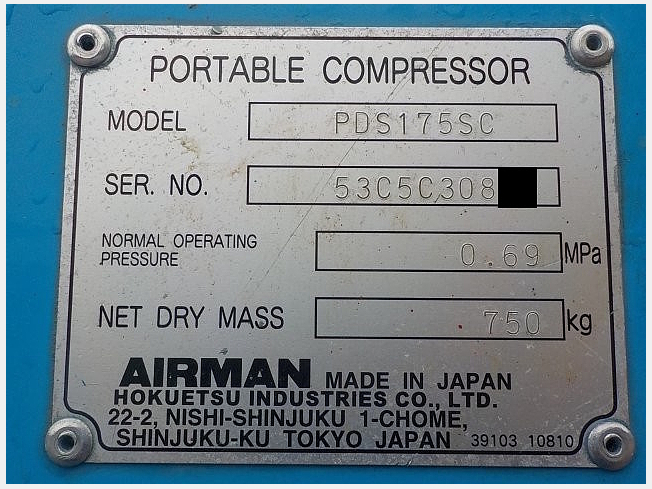 PORTABLE COMPRESSOR
MODEL PDS175SC
SER. NO. 53C5C308
NORMAL OPERATING
PRESSURE 0.69 MPa
NET DRY MASS 750 kg
AIRMAN MADE IN JAPAN
HOKUETSU INDUSTRIES CO., LTD.
22-2, NISHI-SHINJUKU 1-CHOME,
SHINJUKU-KU TOKYO JAPAN 39103 10810